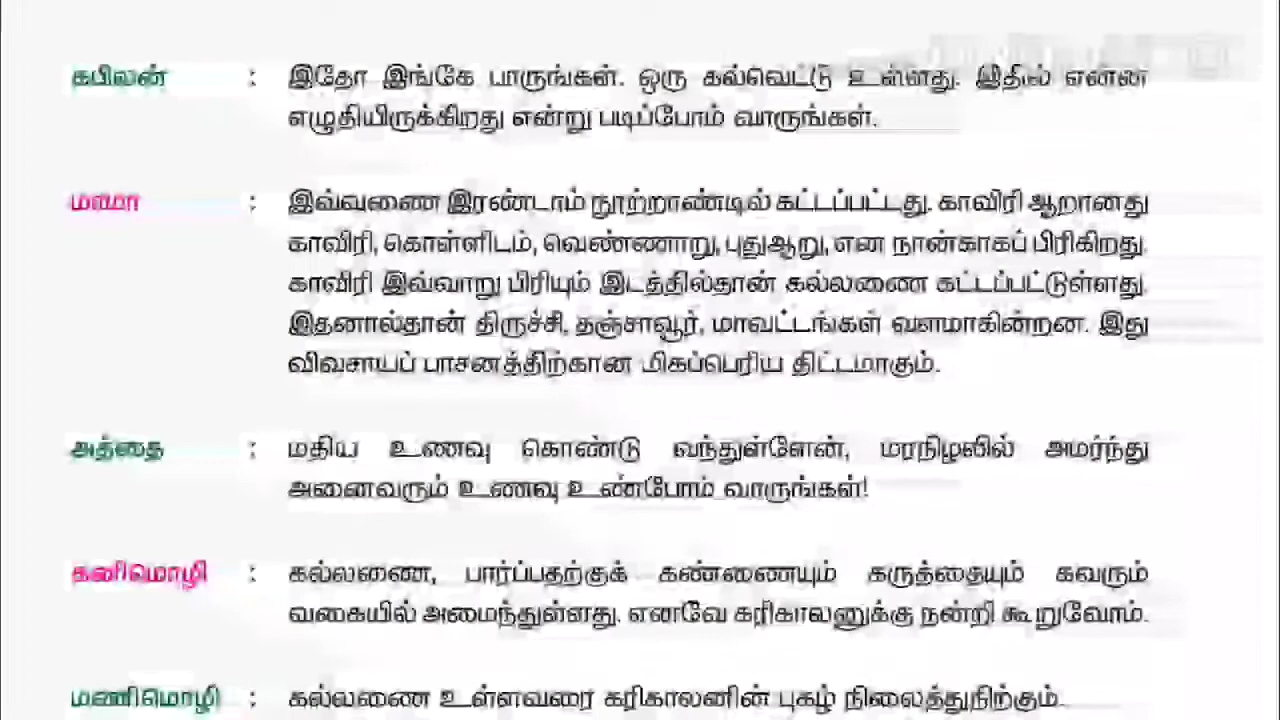 கபிலன் : இதோ இங்கே பாருங்கள். ஒரு கல்வெட்டு உள்ளது. இதில் என்ன
எழுதியிருக்கிறது என்று படிப்போம் வாருங்கள்.
மாமா : இவ்வணை இரண்டாம் நூற்றாண்டில் கட்டப்பட்டது. காவிரி ஆறானது
காவிரி, கொள்ளிடம், வெண்ணாறு, புதுஆறு, என நான்காகப் பிரிகிறது.
காவிரி இவ்வாறு பிரியும் இடத்தில்தான் கல்லணை கட்டப்பட்டுள்ளது.
இதனால்தான் திருச்சி, தஞ்சாவூர், மாவட்டங்கள் வளமாகின்றன. இது
விவசாயப் பாசனத்திற்கான மிகப்பெரிய திட்டமாகும்.
அத்தை : மதிய உணவு கொண்டு வந்துள்ளேன், மரநிழலில் அமர்ந்து
அனைவரும் உணவு உண்போம் வாருங்கள்!
கனிமொழி : கல்லணை, பார்ப்பதற்குக் கண்ணையும் கருத்தையும் கவரும்
வகையில் அமைந்துள்ளது. எனவே கரிகாலனுக்கு நன்றி கூறுவோம்.
மணிமொழி : கல்லணை உள்ளவரை கரிகாலனின் புகழ் நிலைத்துநிற்கும்.